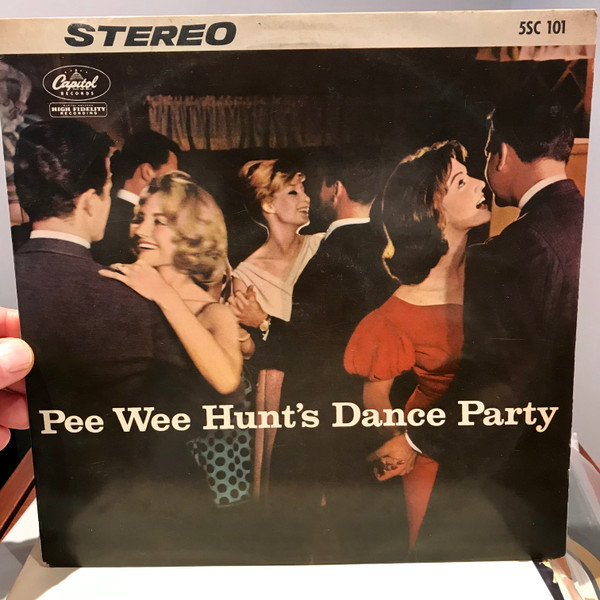 STEREO
5SC 101
Capitol
RECORDS
HIGH FIDELITY
RECORDING
Pee Wee Hunt's Dance Party